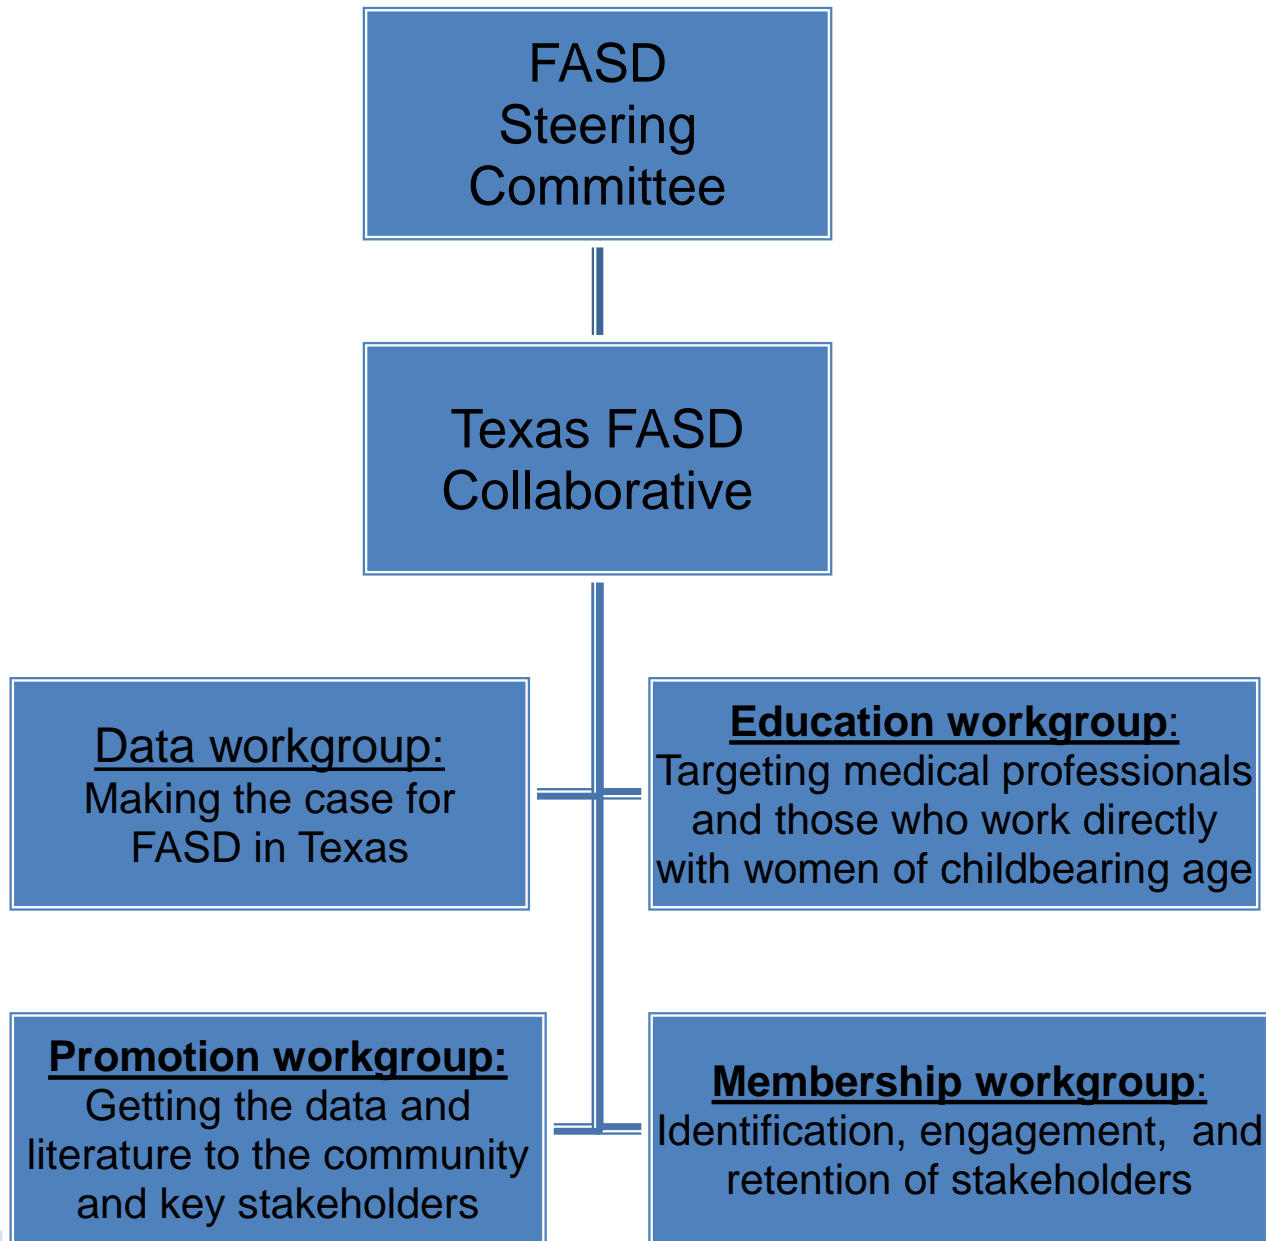 FASD
Steering
Committee
Texas FASD
Collaborative
Data workgroup:
Making the case for
FASD in Texas
Education workgroup:
Targeting medical professionals
and those who work directly
with women of childbearing age
Promotion workgroup:
Getting the data and
literature to the community
and key stakeholders
Membership workgroup:
Identification, engagement,  and
retention of stakeholders